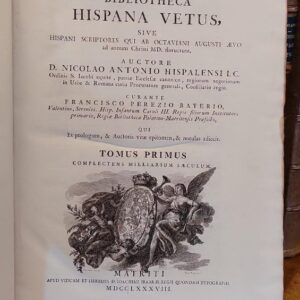 BIBLIOTHECA
HISPANA VETUS,
SIVE
HISPANI SCRIPTORES QUI AB OCTAVIANI AUGUSTI ÆVO
ad annum Christi MD. floruerunt.
AUCTORE
D. NICOLAO ANTONIO HISPALENSI I.C.
Ordinis S. Iacobi equite, patriæ Ecclesiæ canonico, regiorum negotiorum
in Urbe & Romana curia Procuratore generali, Consiliario regio.
CURANTE
FRANCISCO PEREZIO BAYERIO,
Valentino, Sereniss. Hisp. Infantum Caroli III. Regis filiorum Institutore
primario, Regiæ Bibliothecæ Palatino-Matritensis Præfecto,
QUI
Et prologum, & Auctoris vitæ epitomen, & notulas adiecit.
TOMUS PRIMUS
COMPLECTENS MILLIARIUM SÆCULUM.
MATRITI
APUD VIDUAM ET HEREDES IOACHIMI IBARRÆ REGII QUONDAM TYPOGRAPHI
MDCCLXXXVIII